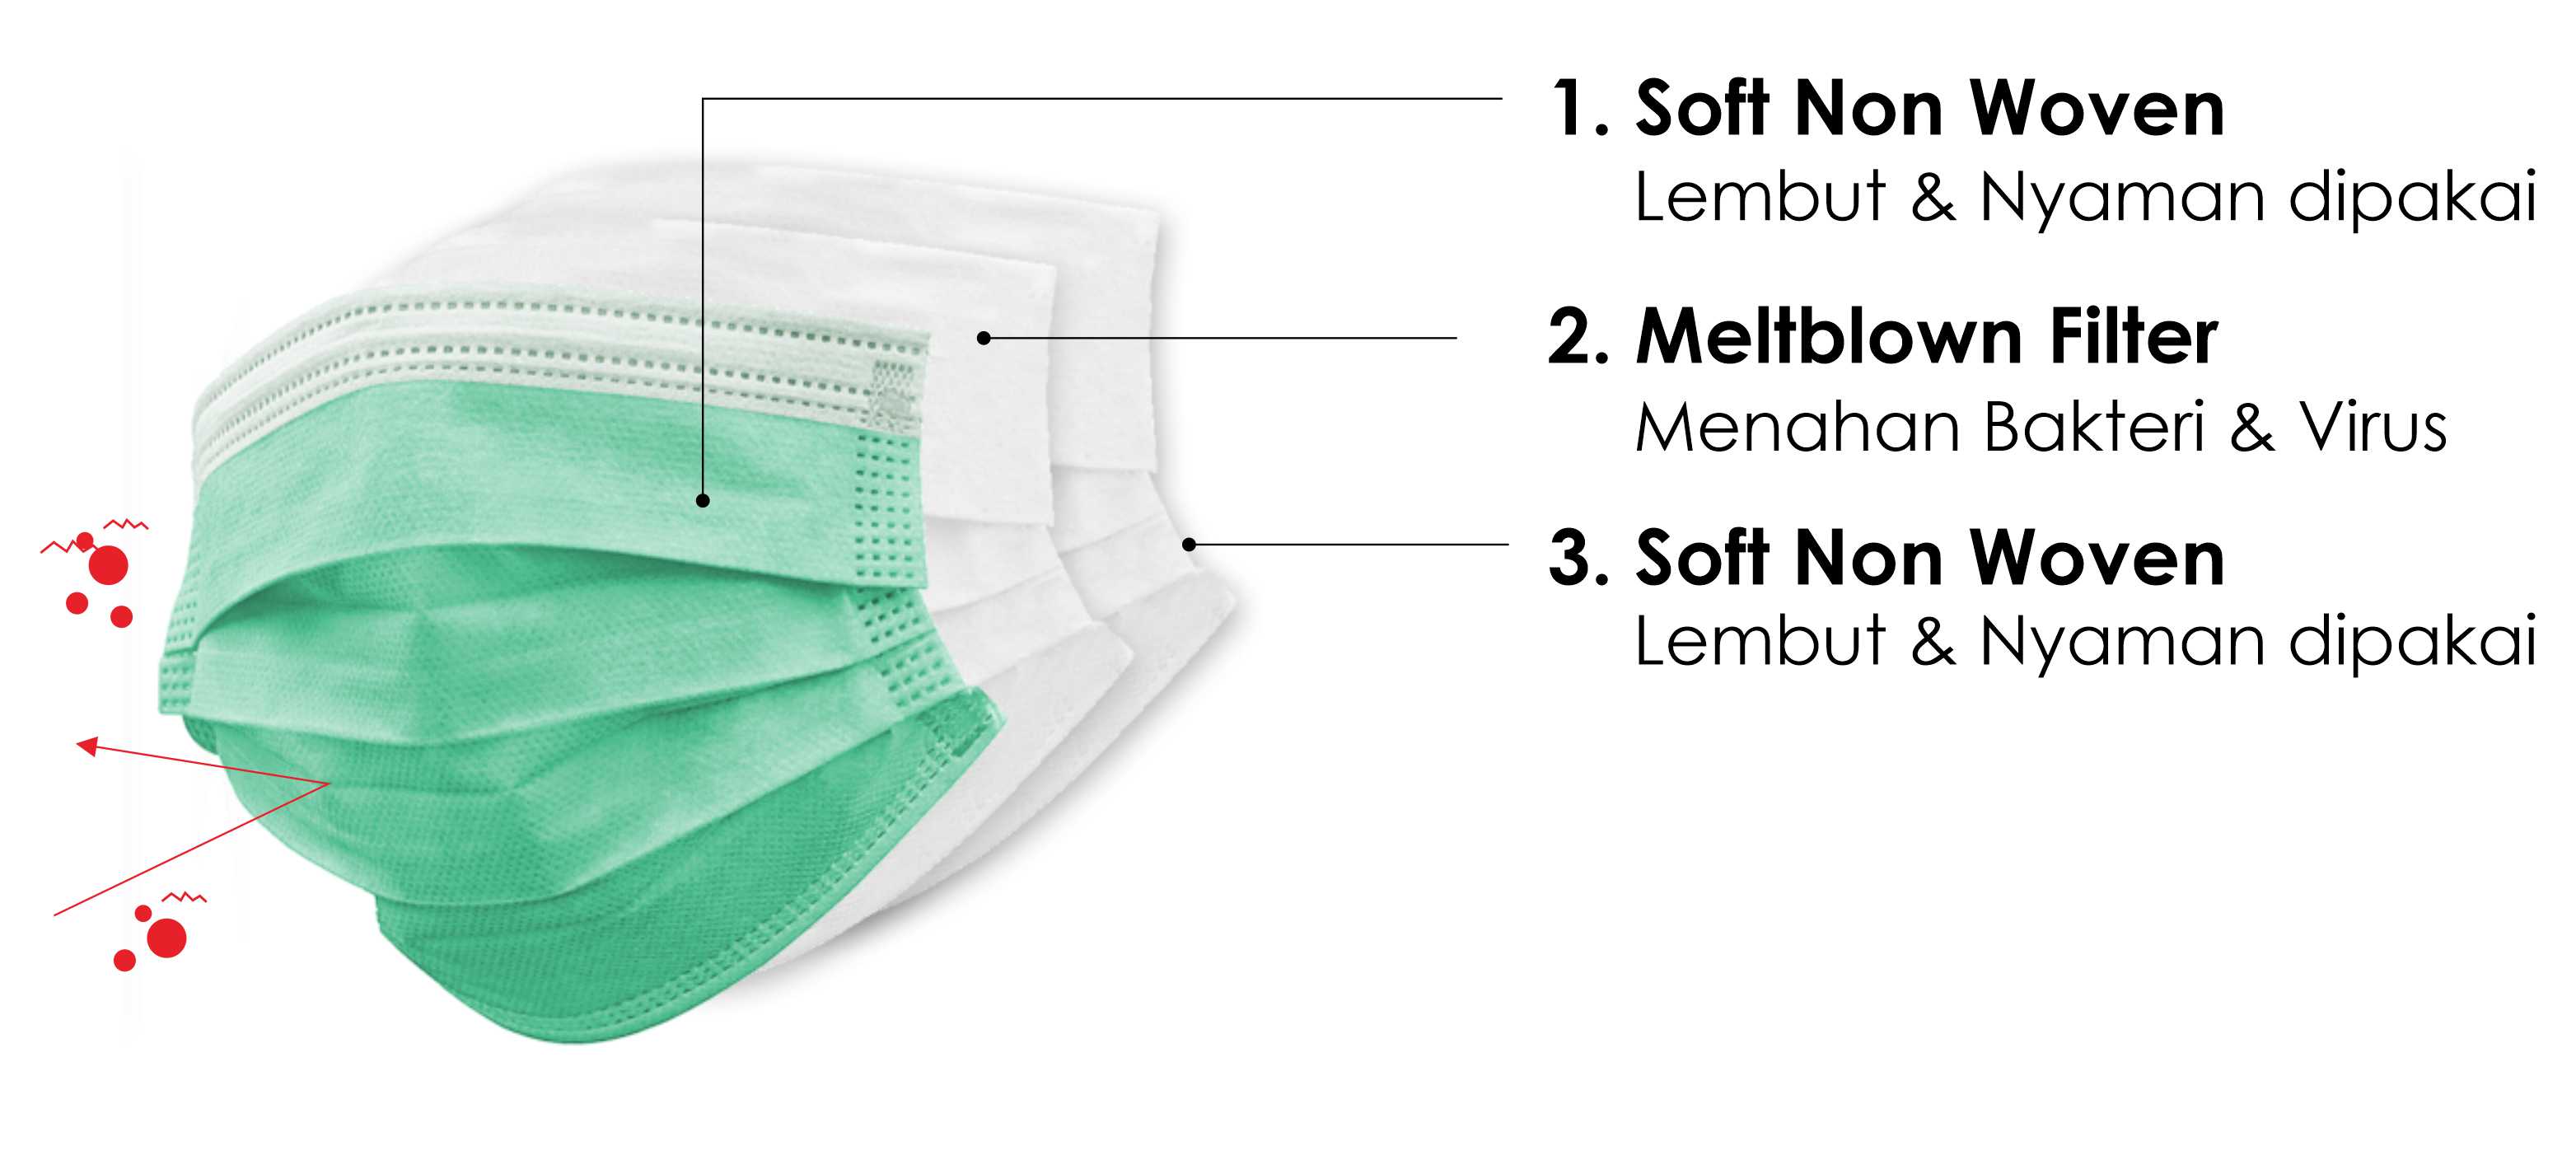 1. Soft Non Woven
Lembut & Nyaman dipakai
2. Meltblown Filter
Menahan Bakteri & Virus
3. Soft Non Woven
Lembut & Nyaman dipakai